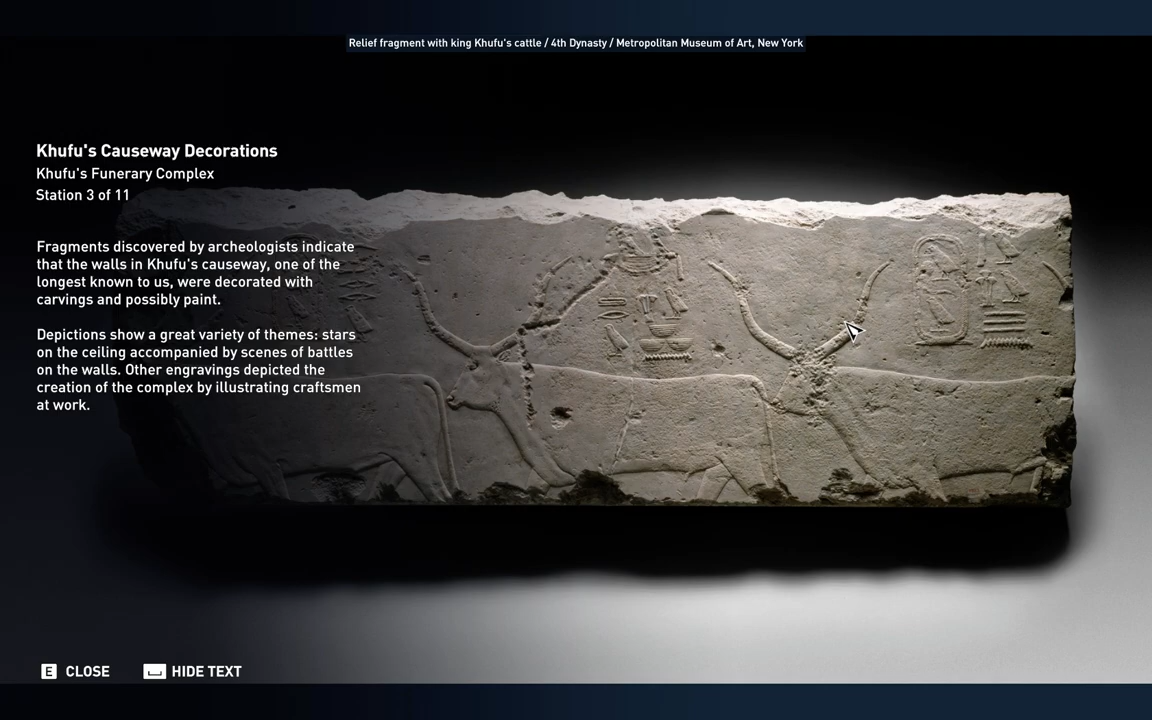 Relief fragment with king Khufu's cattle / 4th Dynasty / Metropolitan Museum of Art, New York
Khufu's Causeway Decorations
Khufu's Funerary Complex
Station 3 of 11
Fragments discovered by archeologists indicate
that the walls in Khufu's causeway, one of the
longest known to us, were decorated with
carvings and possibly paint.
Depictions show a great variety of themes: stars
on the ceiling accompanied by scenes of battles
on the walls. Other engravings depicted the
creation of the complex by illustrating craftsmen
at work.
E CLOSE HIDE TEXT